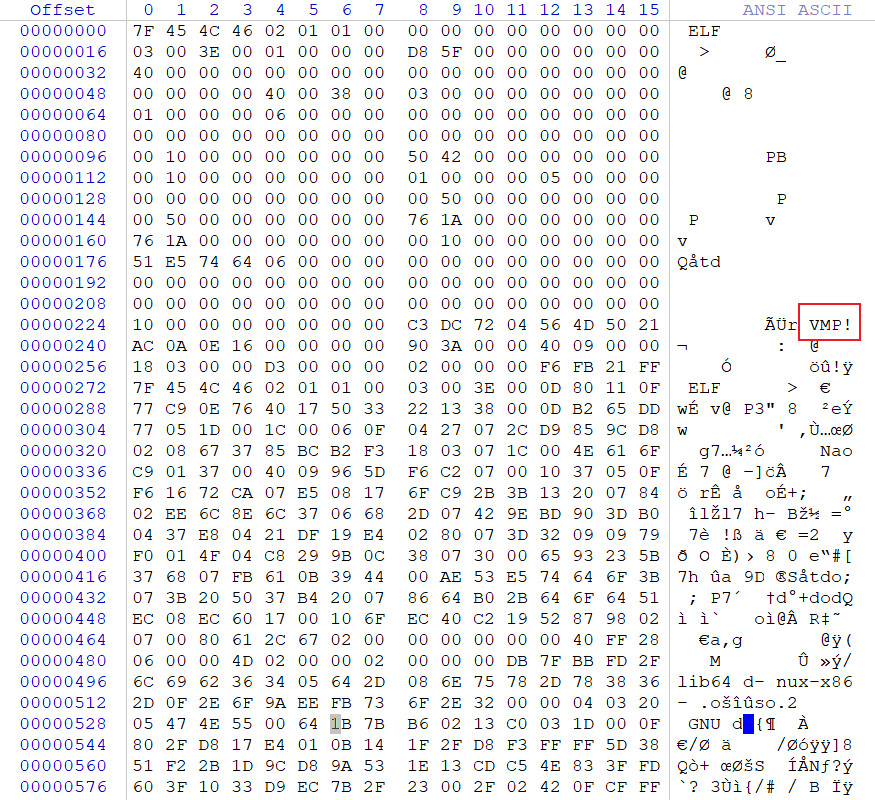 Offset 0 1 2 3 4 5 6 7 8 9 10 11 12 13 14 15 ANSI ASCII
00000000 7F 45 4C 46 02 01 01 00 00 00 00 00 00 00 00 00 ELF
00000016 03 00 3E 00 01 00 00 00 D8 5F 00 00 00 00 00 00 > Ø_
00000032 40 00 00 00 00 00 00 00 00 00 00 00 00 00 00 00 @
00000048 00 00 00 00 40 00 38 00 03 00 00 00 00 00 00 00 @ 8
00000064 01 00 00 00 06 00 00 00 00 00 00 00 00 00 00 00
00000080 00 00 00 00 00 00 00 00 00 00 00 00 00 00 00 00
00000096 00 10 00 00 00 00 00 00 50 42 00 00 00 00 00 00 PB
00000112 00 10 00 00 00 00 00 00 01 00 00 00 05 00 00 00
00000128 00 00 00 00 00 00 00 00 00 50 00 00 00 00 00 00 P
00000144 00 50 00 00 00 00 00 00 76 1A 00 00 00 00 00 00 P v
00000160 76 1A 00 00 00 00 00 00 00 10 00 00 00 00 00 00 v
00000176 51 E5 74 64 06 00 00 00 00 00 00 00 00 00 00 00 Qåtd
00000192 00 00 00 00 00 00 00 00 00 00 00 00 00 00 00 00
00000208 00 00 00 00 00 00 00 00 00 00 00 00 00 00 00 00
00000224 10 00 00 00 00 00 00 00 C3 DC 72 04 56 4D 50 21 ÃÜr VMP!
00000240 AC 0A 0E 16 00 00 00 00 90 3A 00 00 40 09 00 00 ¬ : @
00000256 18 03 00 00 D3 00 00 00 02 00 00 00 F6 FB 21 FF Ó öû!ÿ
00000272 7F 45 4C 46 02 01 01 00 03 00 3E 00 0D 80 11 0F ELF > €
00000288 77 C9 0E 76 40 17 50 33 22 13 38 00 0D B2 65 DD wÉ v@ P3" 8 ²eÝ
00000304 77 05 1D 00 1C 00 06 0F 04 27 07 2C D9 85 9C D8 w ' ,Ù…œØ
00000320 02 08 67 37 85 BC B2 F3 18 03 07 1C 00 4E 61 6F g7…¼²ó Nao
00000336 C9 01 37 00 40 09 96 5D F6 C2 07 00 10 37 05 0F É 7 @ –]öÂ 7
00000352 F6 16 72 CA 07 E5 08 17 6F C9 2B 3B 13 20 07 84 ö rÊ å oÉ+; „
00000368 02 EE 6C 8E 6C 37 06 68 2D 07 42 9E BD 90 3D B0 îlŽl7 h- Bž½ =°
00000384 04 37 E8 04 21 DF 19 E4 02 80 07 3D 32 09 09 79 7è !ß ä € =2 y
00000400 F0 01 4F 04 C8 29 9B 0C 38 07 30 00 65 93 23 5B ð O È)› 8 0 e“#[
00000416 37 68 07 FB 61 0B 39 44 00 AE 53 E5 74 64 6F 3B 7h ûa 9D ®Såtdo;
00000432 07 3B 20 50 37 B4 20 07 86 64 B0 2B 64 6F 64 51 ; P7´ †d°+dodQ
00000448 EC 08 EC 60 17 00 10 6F EC 40 C2 19 52 87 98 02 ì ì` oì@Â R‡˜
00000464 07 00 80 61 2C 67 02 00 00 00 00 00 00 40 FF 28 €a,g @ÿ(
00000480 06 00 00 4D 02 00 00 02 00 00 00 DB 7F BB FD 2F M Û »ý/
00000496 6C 69 62 36 34 05 64 2D 08 6E 75 78 2D 78 38 36 lib64 d- nux-x86
00000512 2D 0F 2E 6F 9A EE FB 73 6F 2E 32 00 00 04 03 20 - .ošîûso.2
00000528 05 47 4E 55 00 64 1B 7B B6 02 13 C0 03 1D 00 0F GNU d {¶ À
00000544 80 2F D8 17 E4 01 0B 14 1F 2F D8 F3 FF FF 5D 38 €/Ø ä /Øóÿÿ]8
00000560 51 F2 2B 1D 9C D8 9A 53 1E 13 CD C5 4E 83 3F FD Qò+ œØšS ÍÅNƒ?ý
00000576 60 3F 10 33 D9 EC 7B 2F 23 00 2F 02 42 0F CF FF `? 3Ùì{/# / B Ïÿ